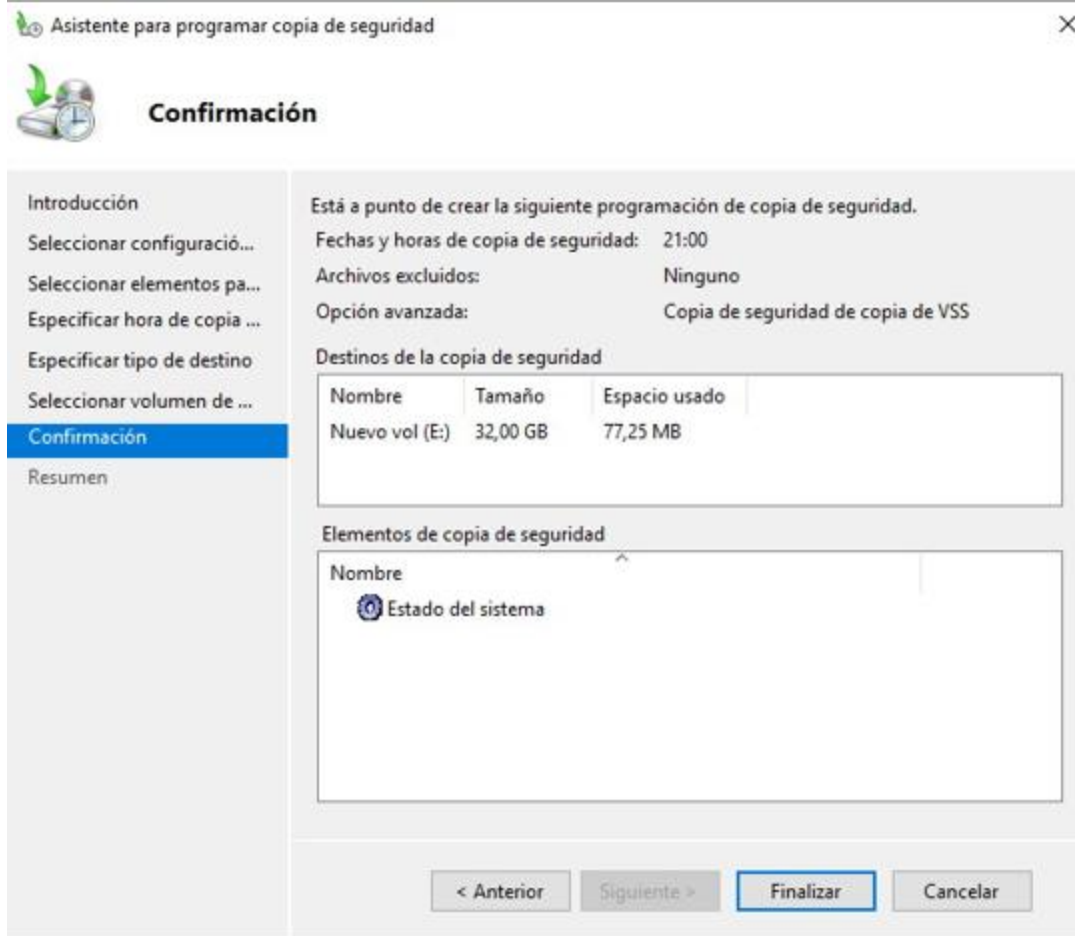 Asistente para programar copia de seguridad
Confirmación
Introducción
Seleccionar configuració...
Seleccionar elementos pa...
Especificar hora de copia ...
Especificar tipo de destino
Seleccionar volumen de ...
Confirmación
Resumen
Está a punto de crear la siguiente programación de copia de seguridad.
Fechas y horas de copia de seguridad: 21:00
Archivos excluidos: Ninguno
Opción avanzada: Copia de seguridad de copia de VSS
Destinos de la copia de seguridad
Nombre Tamaño Espacio usado
Nuevo vol (E:) 32,00 GB 77,25 MB
Elementos de copia de seguridad
Nombre
Estado del sistema
< Anterior Siguiente > Finalizar Cancelar